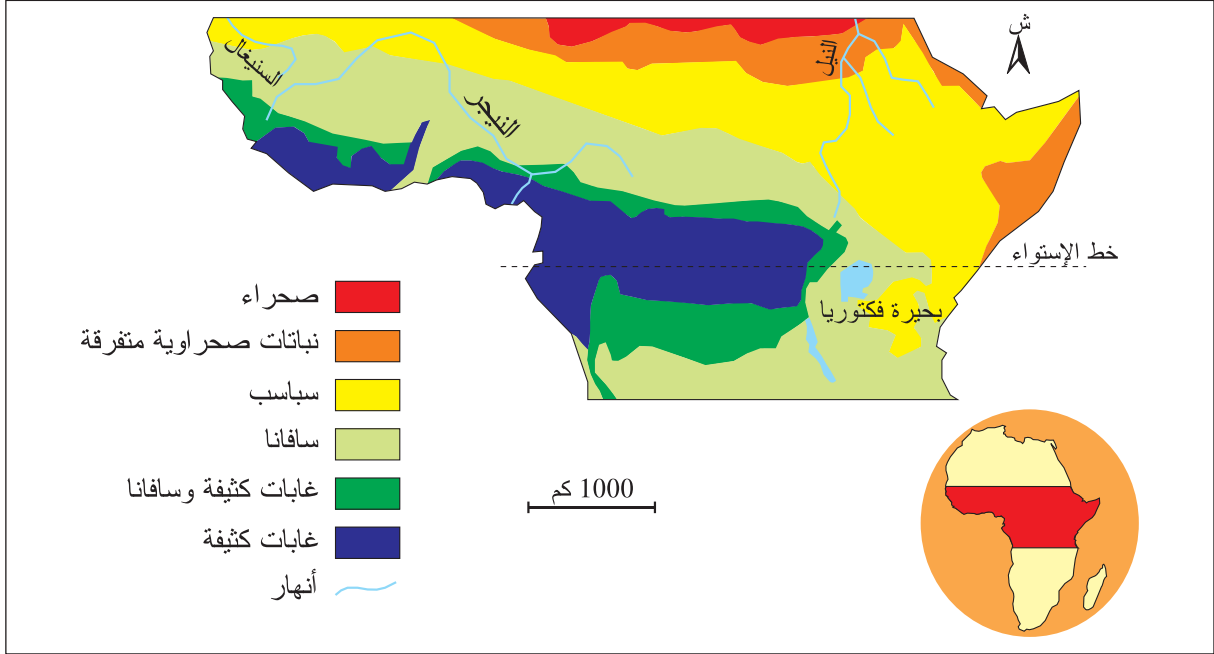 ش
السنيغال
النيجر
النيل
خط الإستواء
بحيرة فكتوريا
صحراء
نباتات صحراوية متفرقة
سباسب
سافانا
غابات كثيفة وسافانا
غابات كثيفة
أنهار
1000 كم